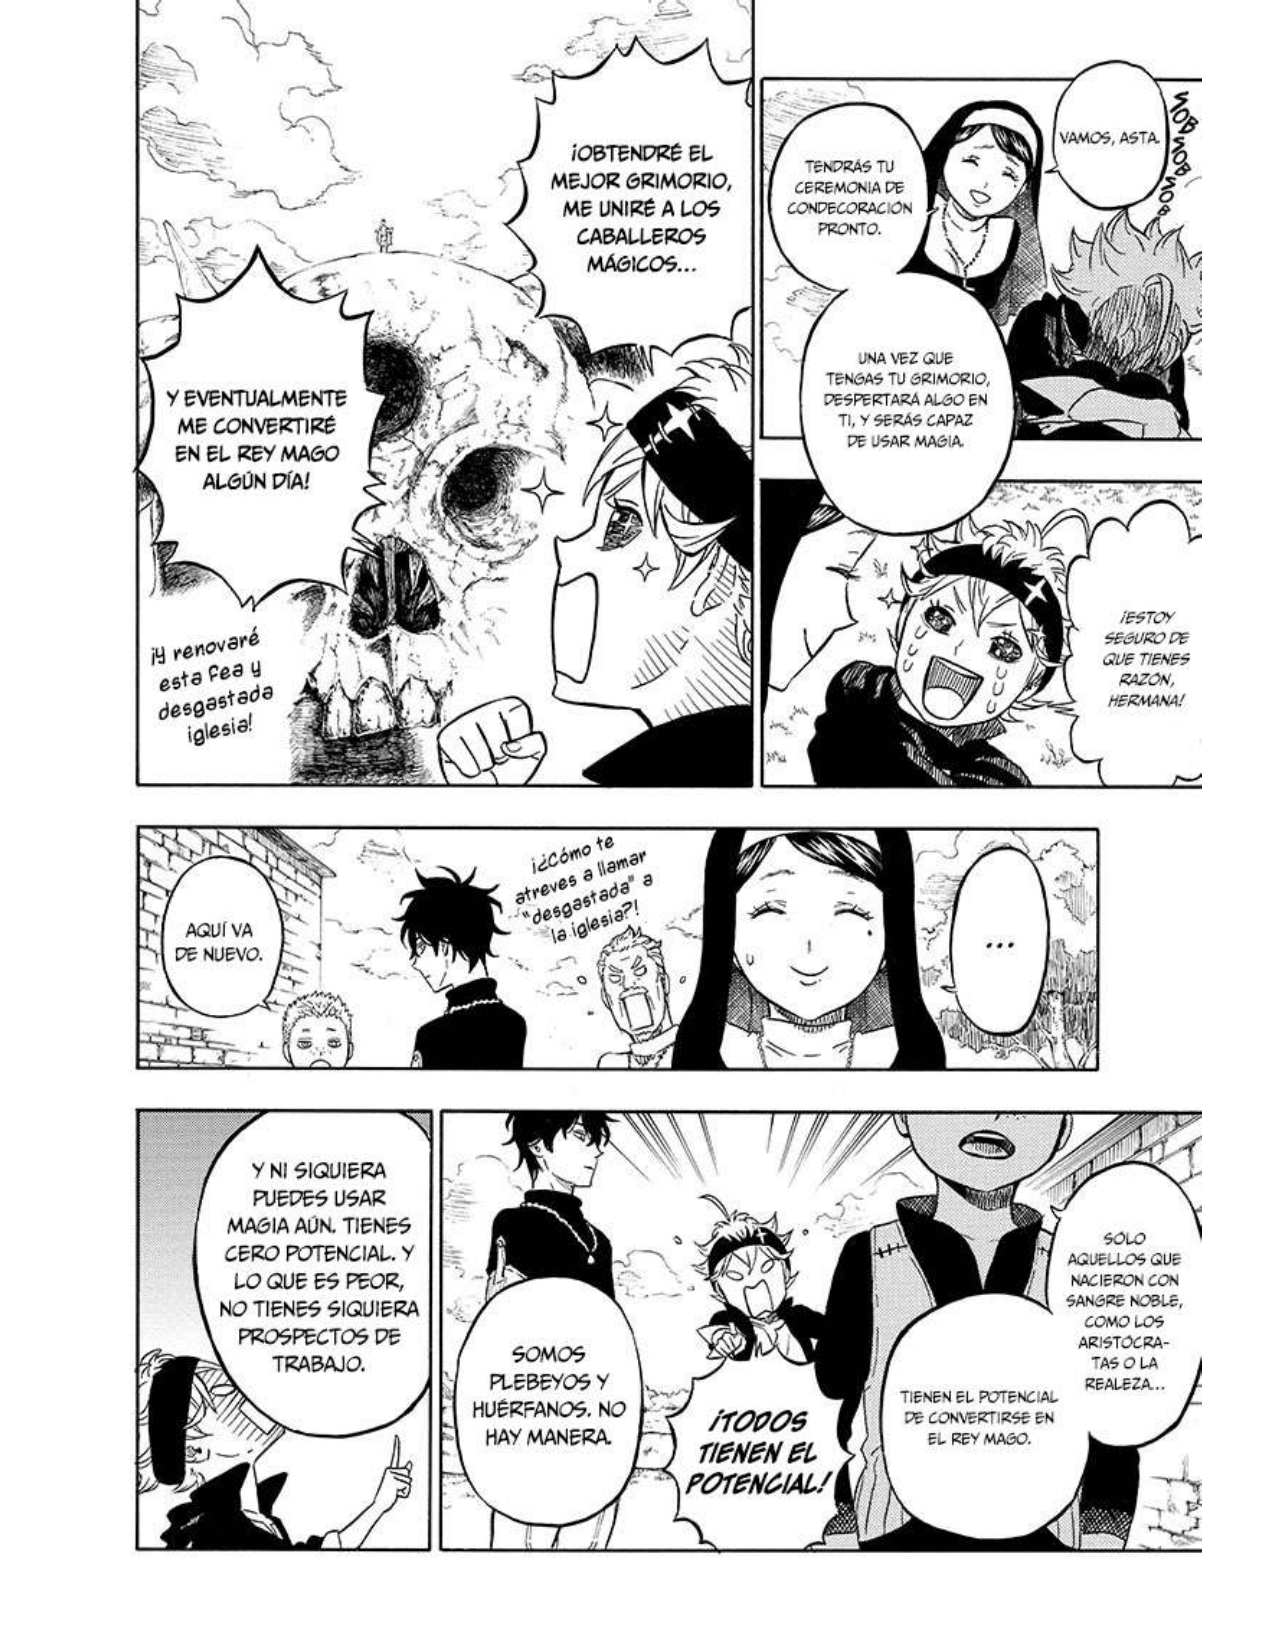 VAMOS, ASTA.
SOB SOB SOB
TENDRÁS TU
CEREMONIA DE
CONDECORACIÓN
PRONTO.
UNA VEZ QUE
TENGAS TU GRIMORIO,
DESPERTARÁ ALGO EN
TI, Y SERÁS CAPAZ
DE USAR MAGIA.
¡ESTOY
SEGURO DE
QUE TIENES
RAZÓN,
HERMANA!
¡OBTENDRÉ EL
MEJOR GRIMORIO,
ME UNIRÉ A LOS
CABALLEROS
MÁGICOS...
Y EVENTUALMENTE
ME CONVERTIRÉ
EN EL REY MAGO
ALGÚN DÍA!
¡Y renovaré
esta fea y
desgastada
iglesia!
...
¡¿Cómo te
atreves a llamar
"desgastada" a
la iglesia?!
AQUÍ VA
DE NUEVO.
SÓLO
AQUELLOS QUE
NACIERON CON
SANGRE NOBLE,
COMO LOS
ARISTÓCRA-
TAS O LA
REALEZA...
TIENEN EL POTENCIAL
DE CONVERTIRSE EN
EL REY MAGO.
¡TODOS
TIENEN EL
POTENCIAL!
SOMOS
PLEBEYOS Y
HUÉRFANOS. NO
HAY MANERA.
Y NI SIQUIERA
PUEDES USAR
MAGIA AÚN. TIENES
CERO POTENCIAL. Y
LO QUE ES PEOR,
NO TIENES SIQUIERA
PROSPECTOS DE
TRABAJO.